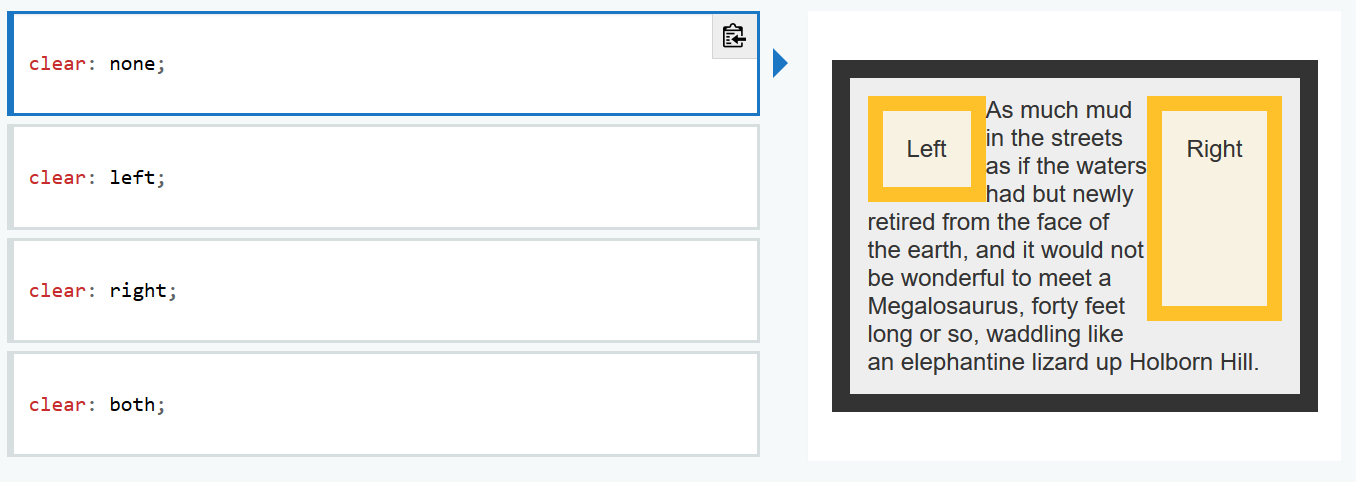 clear: none;
clear: left;
clear: right;
clear: both;
Left
As much mud
in the streets
as if the waters
had but newly
retired from the face of
the earth, and it would not
be wonderful to meet a
Megalosaurus, forty feet
long or so, waddling like
an elephantine lizard up Holborn Hill.
Right